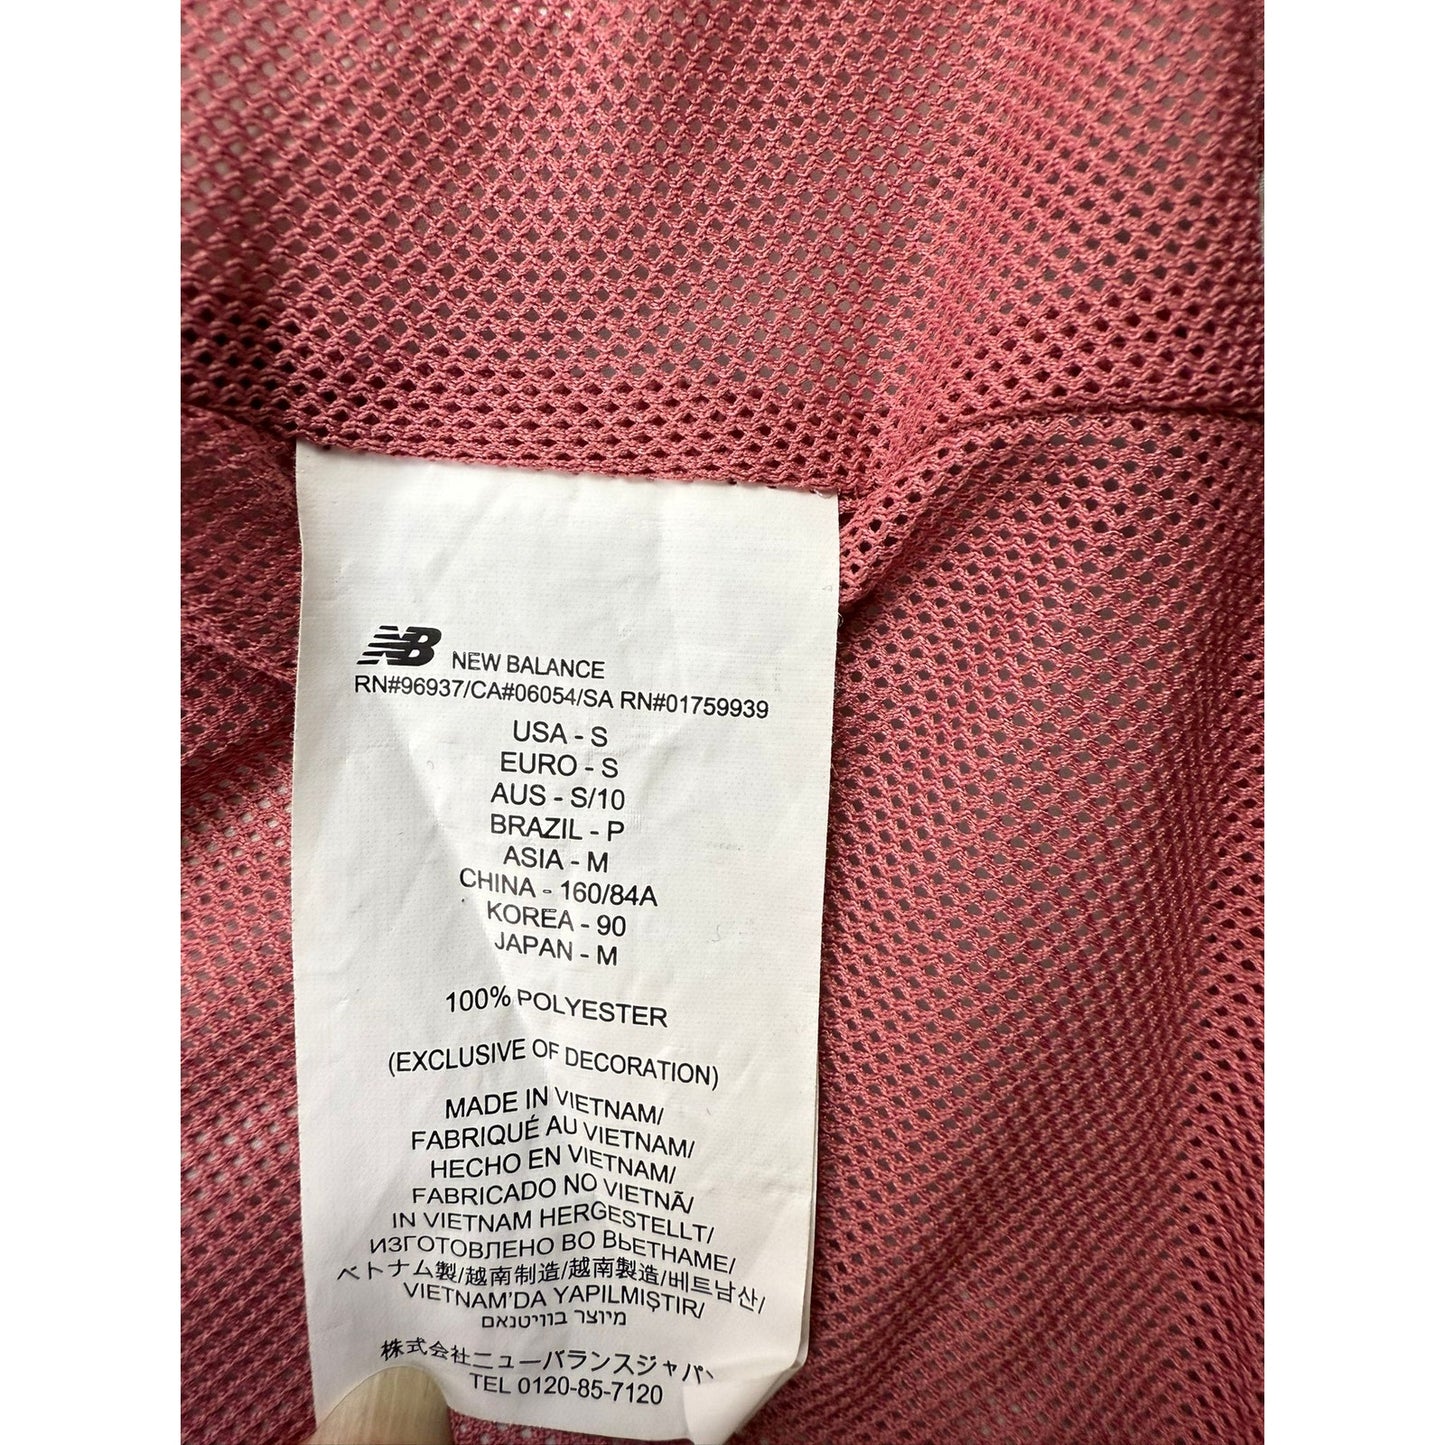 NB NEW BALANCE
RN#96937/CA#06054/SA RN#01759939
USA - S
EURO - S
AUS - S/10
BRAZIL - P
ASIA - M
CHINA - 160/84A
KOREA - 90
JAPAN - M
100% POLYESTER
(EXCLUSIVE OF DECORATION)
MADE IN VIETNAM/
FABRIQUÉ AU VIETNAM/
HECHO EN VIETNAM/
FABRICADO NO VIETNÃ/
IN VIETNAM HERGESTELLT/
ИЗГОТОВЛЕНО ВО ВЬЕТНАМЕ/
ベトナム製/越南制造/越南製造/베트남산/
VIETNAM'DA YAPILMIŞTIR/
מיוצר בוויטנאם
株式会社ニューバランスジャパン
TEL 0120-85-7120